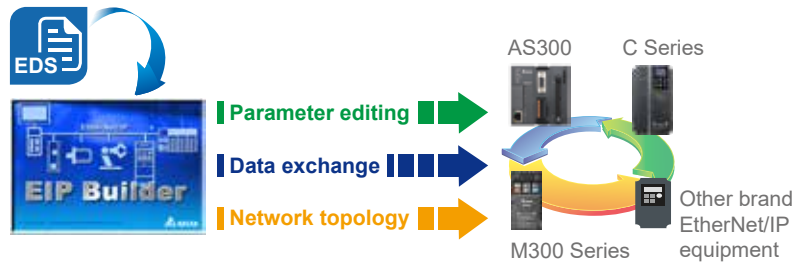 EDS
AS300
C Series
Parameter editing
Data exchange
EIP Builder
Network topology
M300 Series
Other brand
EtherNet/IP
equipment